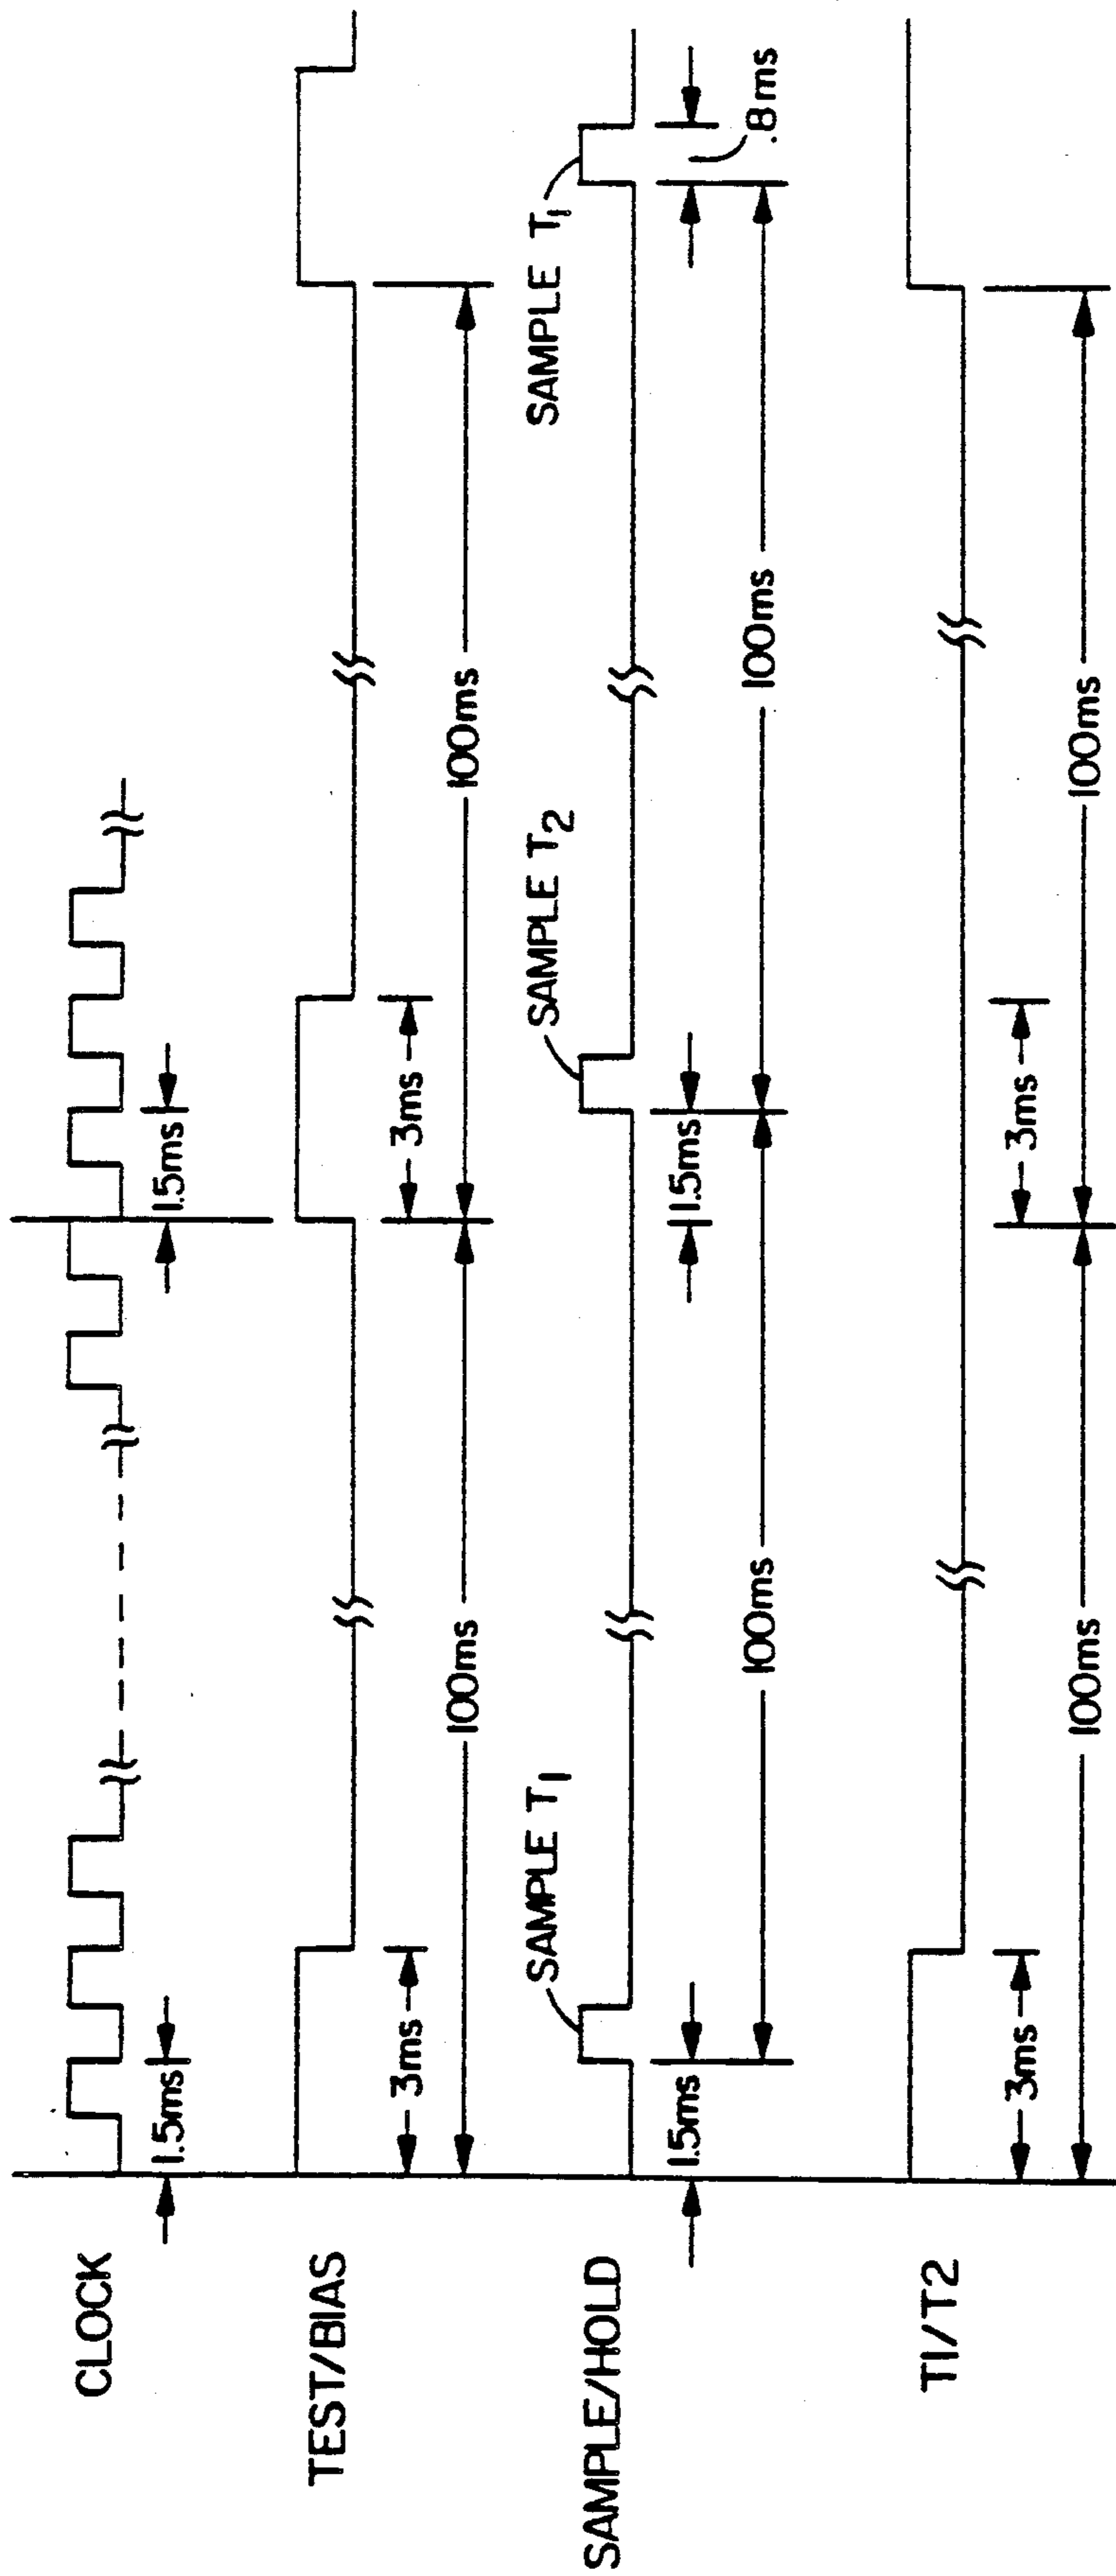 CLOCK
1.5ms
1.5ms
TEST/BIAS
3ms
3ms
100ms
100ms
SAMPLE T1
SAMPLE T2
SAMPLE T1
SAMPLE/HOLD
1.5ms
1.5ms
.8ms
100ms
100ms
T1/T2
3ms
3ms
100ms
100ms